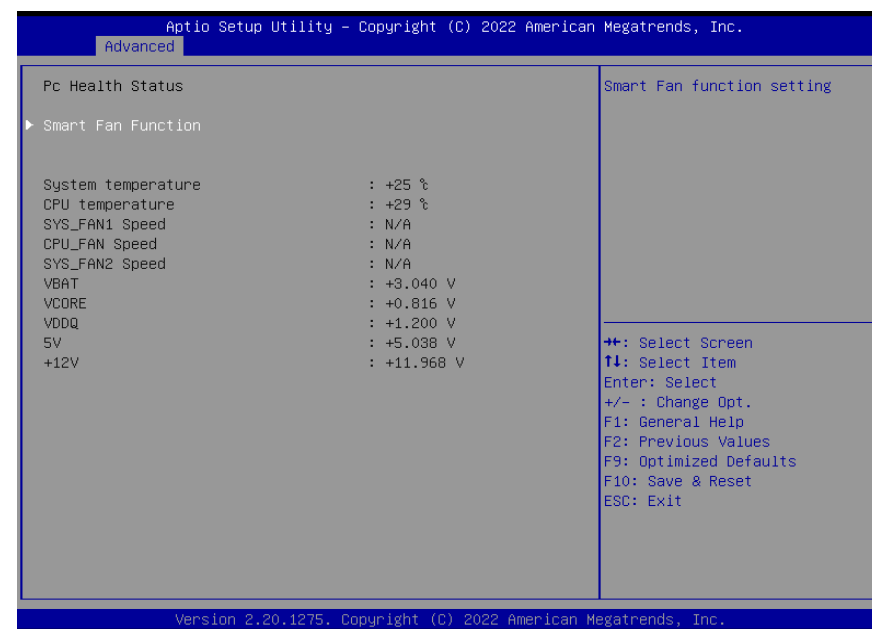 Aptio Setup Utility – Copyright (C) 2022 American Megatrends, Inc.
Advanced
Pc Health Status
Smart Fan function setting
▶ Smart Fan Function
System temperature : +25 ℃
CPU temperature : +29 ℃
SYS_FAN1 Speed : N/A
CPU_FAN Speed : N/A
SYS_FAN2 Speed : N/A
VBAT : +3.040 V
VCORE : +0.816 V
VDDQ : +1.200 V
5V : +5.038 V
+12V : +11.968 V
→←: Select Screen
↑↓: Select Item
Enter: Select
+/- : Change Opt.
F1: General Help
F2: Previous Values
F9: Optimized Defaults
F10: Save & Reset
ESC: Exit
Version 2.20.1275. Copyright (C) 2022 American Megatrends, Inc.